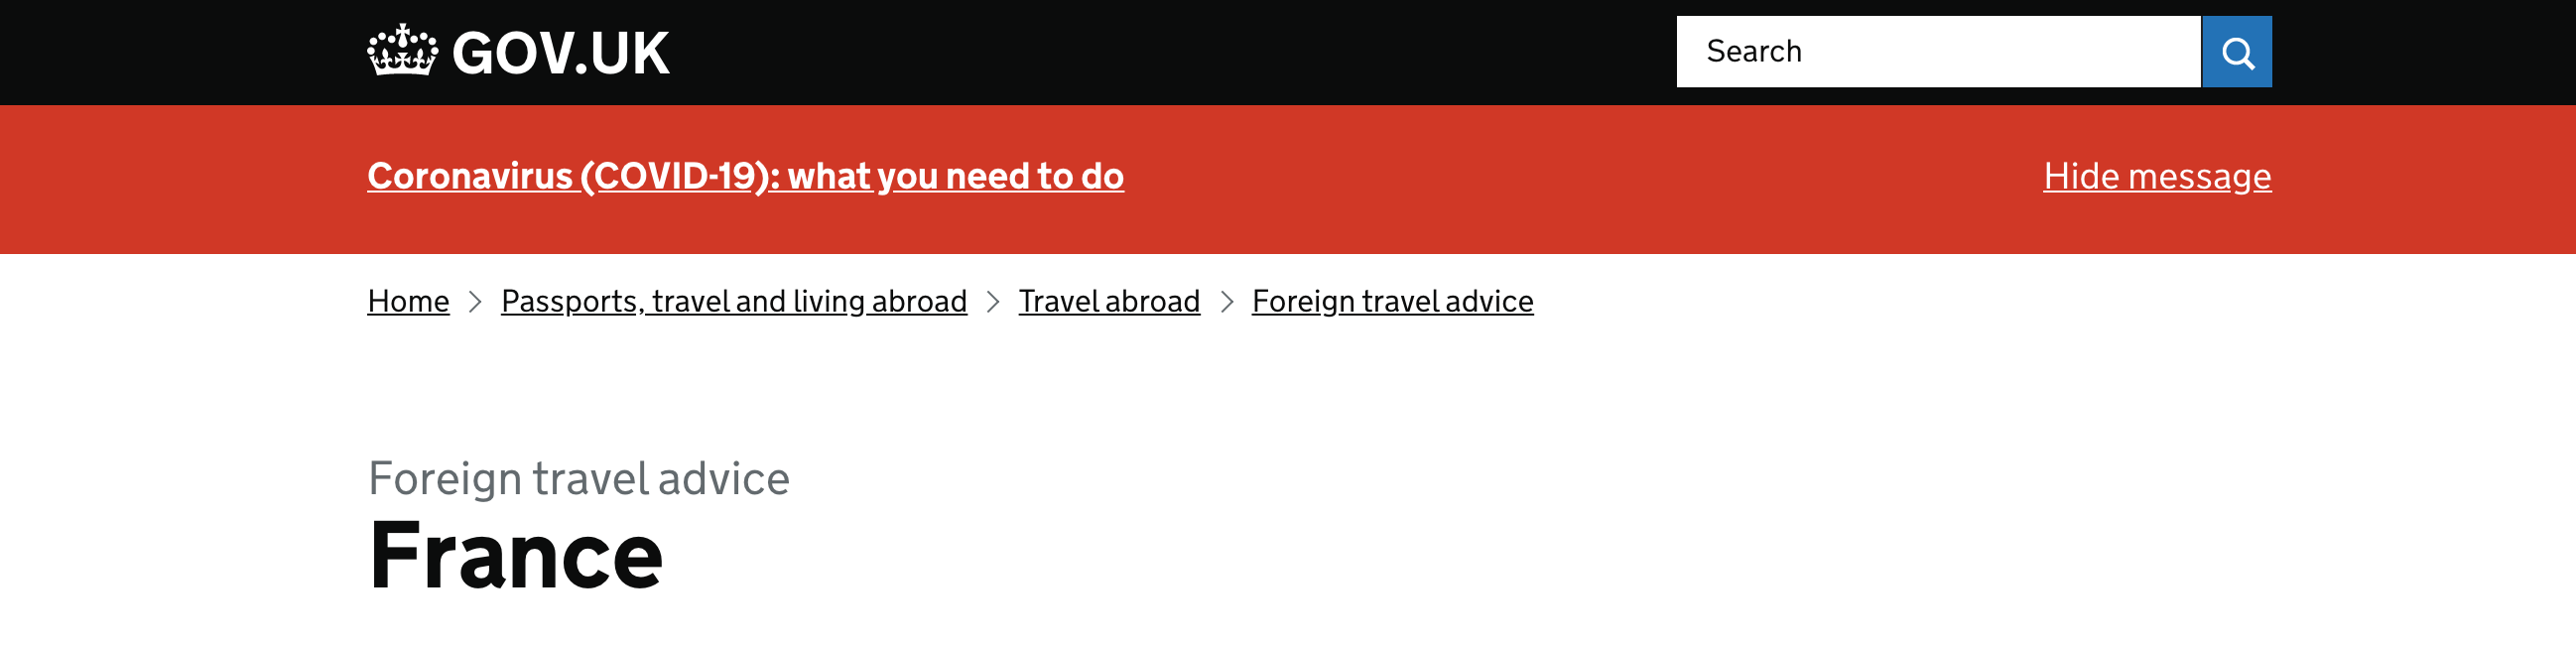 GOV.UK
Search
Coronavirus (COVID-19): what you need to do
Hide message
Home
Passports, travel and living abroad
Travel abroad
Foreign travel advice
Foreign travel advice
France